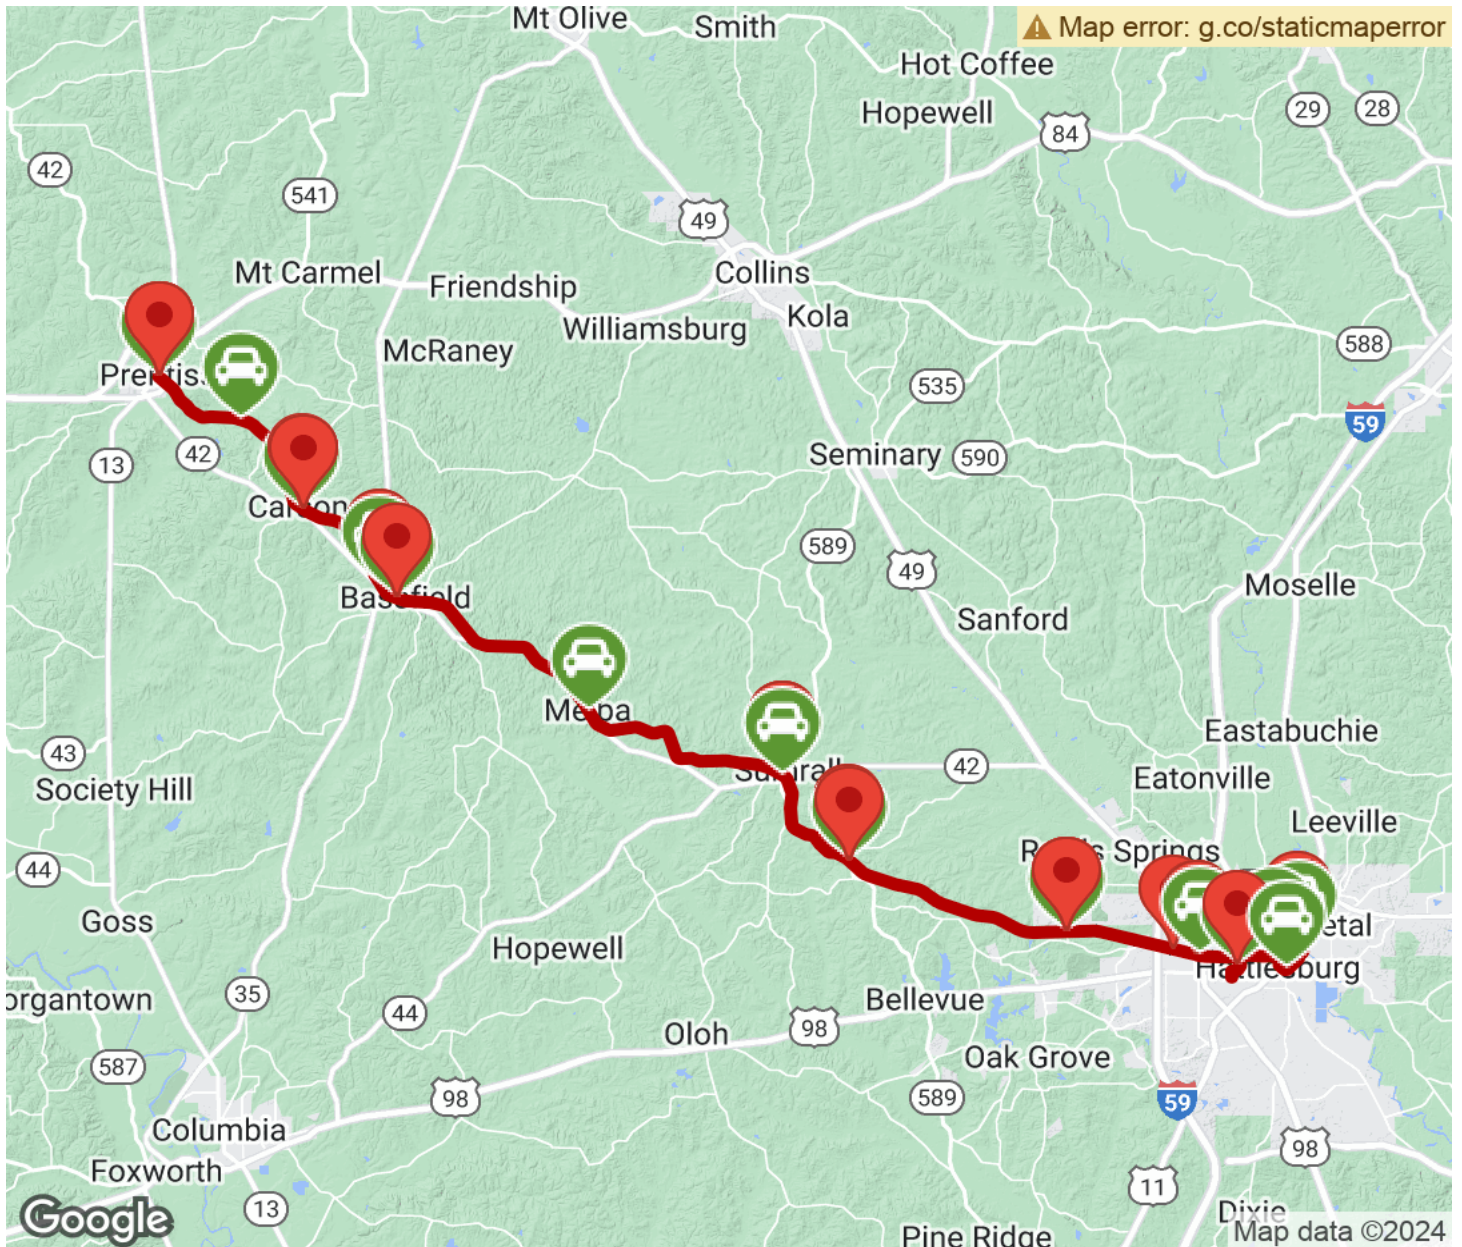 Mt Olive
Smith
Map error: g.co/staticmaperror
Hot Coffee
Hopewell
29
28
84
42
541
49
Mt Carmel
Friendship
Collins
Kola
Williamsburg
McRaney
588
535
Seminary
590
59
13
42
589
49
Moselle
Sanford
Eastabuchie
43
Society Hill
42
Eatonville
Leeville
44
Goss
Hopewell
35
44
organtown
Bellevue
98
Oloh
Oak Grove
587
98
589
59
Columbia
Foxworth
98
11
13
Dixie
Pine Ridge
Google
Map data ©2024